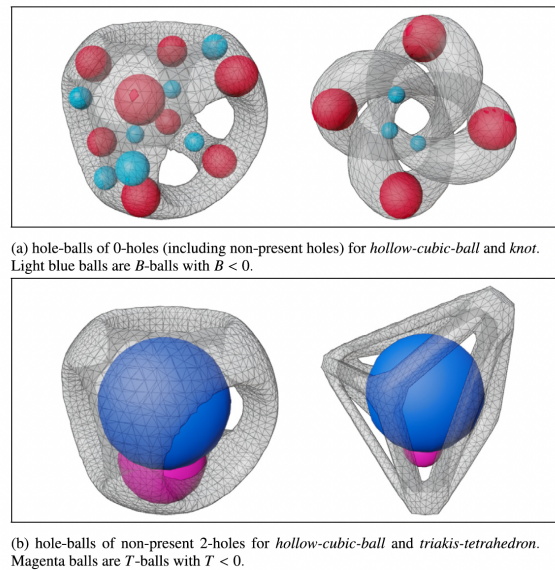 (a) hole-balls of 0-holes (including non-present holes) for hollow-cubic-ball and knot.
Light blue balls are B-balls with B < 0.
(b) hole-balls of non-present 2-holes for hollow-cubic-ball and triakis-tetrahedron.
Magenta balls are T-balls with T < 0.